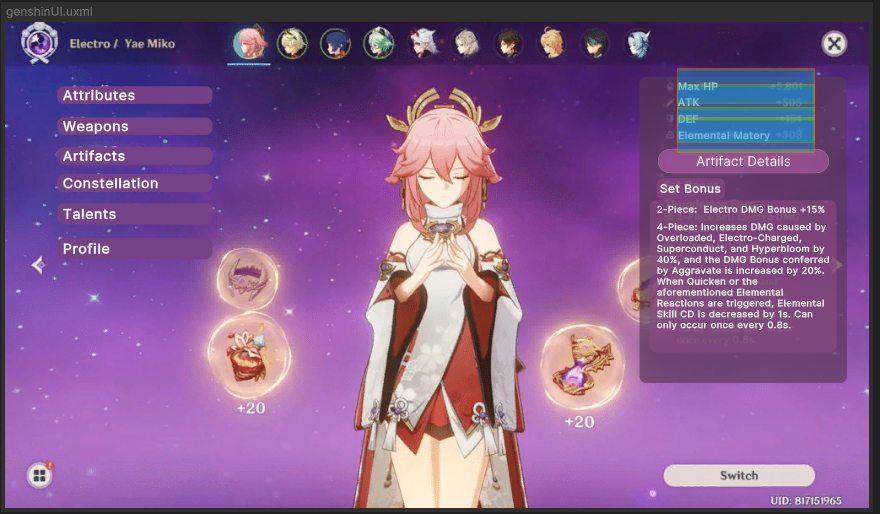 genshinUI.uxml
Electro / Yae Miko
Attributes
Weapons
Artifacts
Constellation
Talents
Profile
+20
+20
Max HP
ATK
DEF
Elemental Matery
Artifact Details
Set Bonus
2-Piece: Electro DMG Bonus +15%
4-Piece: Increases DMG caused by
Overloaded, Electro-Charged,
Superconduct, and Hyperbloom by
40%, and the DMG Bonus conferred
by Aggravate is increased by 20%.
When Quicken or the
aforementioned Elemental
Reactions are triggered, Elemental
Skill CD is decreased by 1s. Can
only occur once every 0.8s.
once every 0.8s.
Switch
UID: 817151965